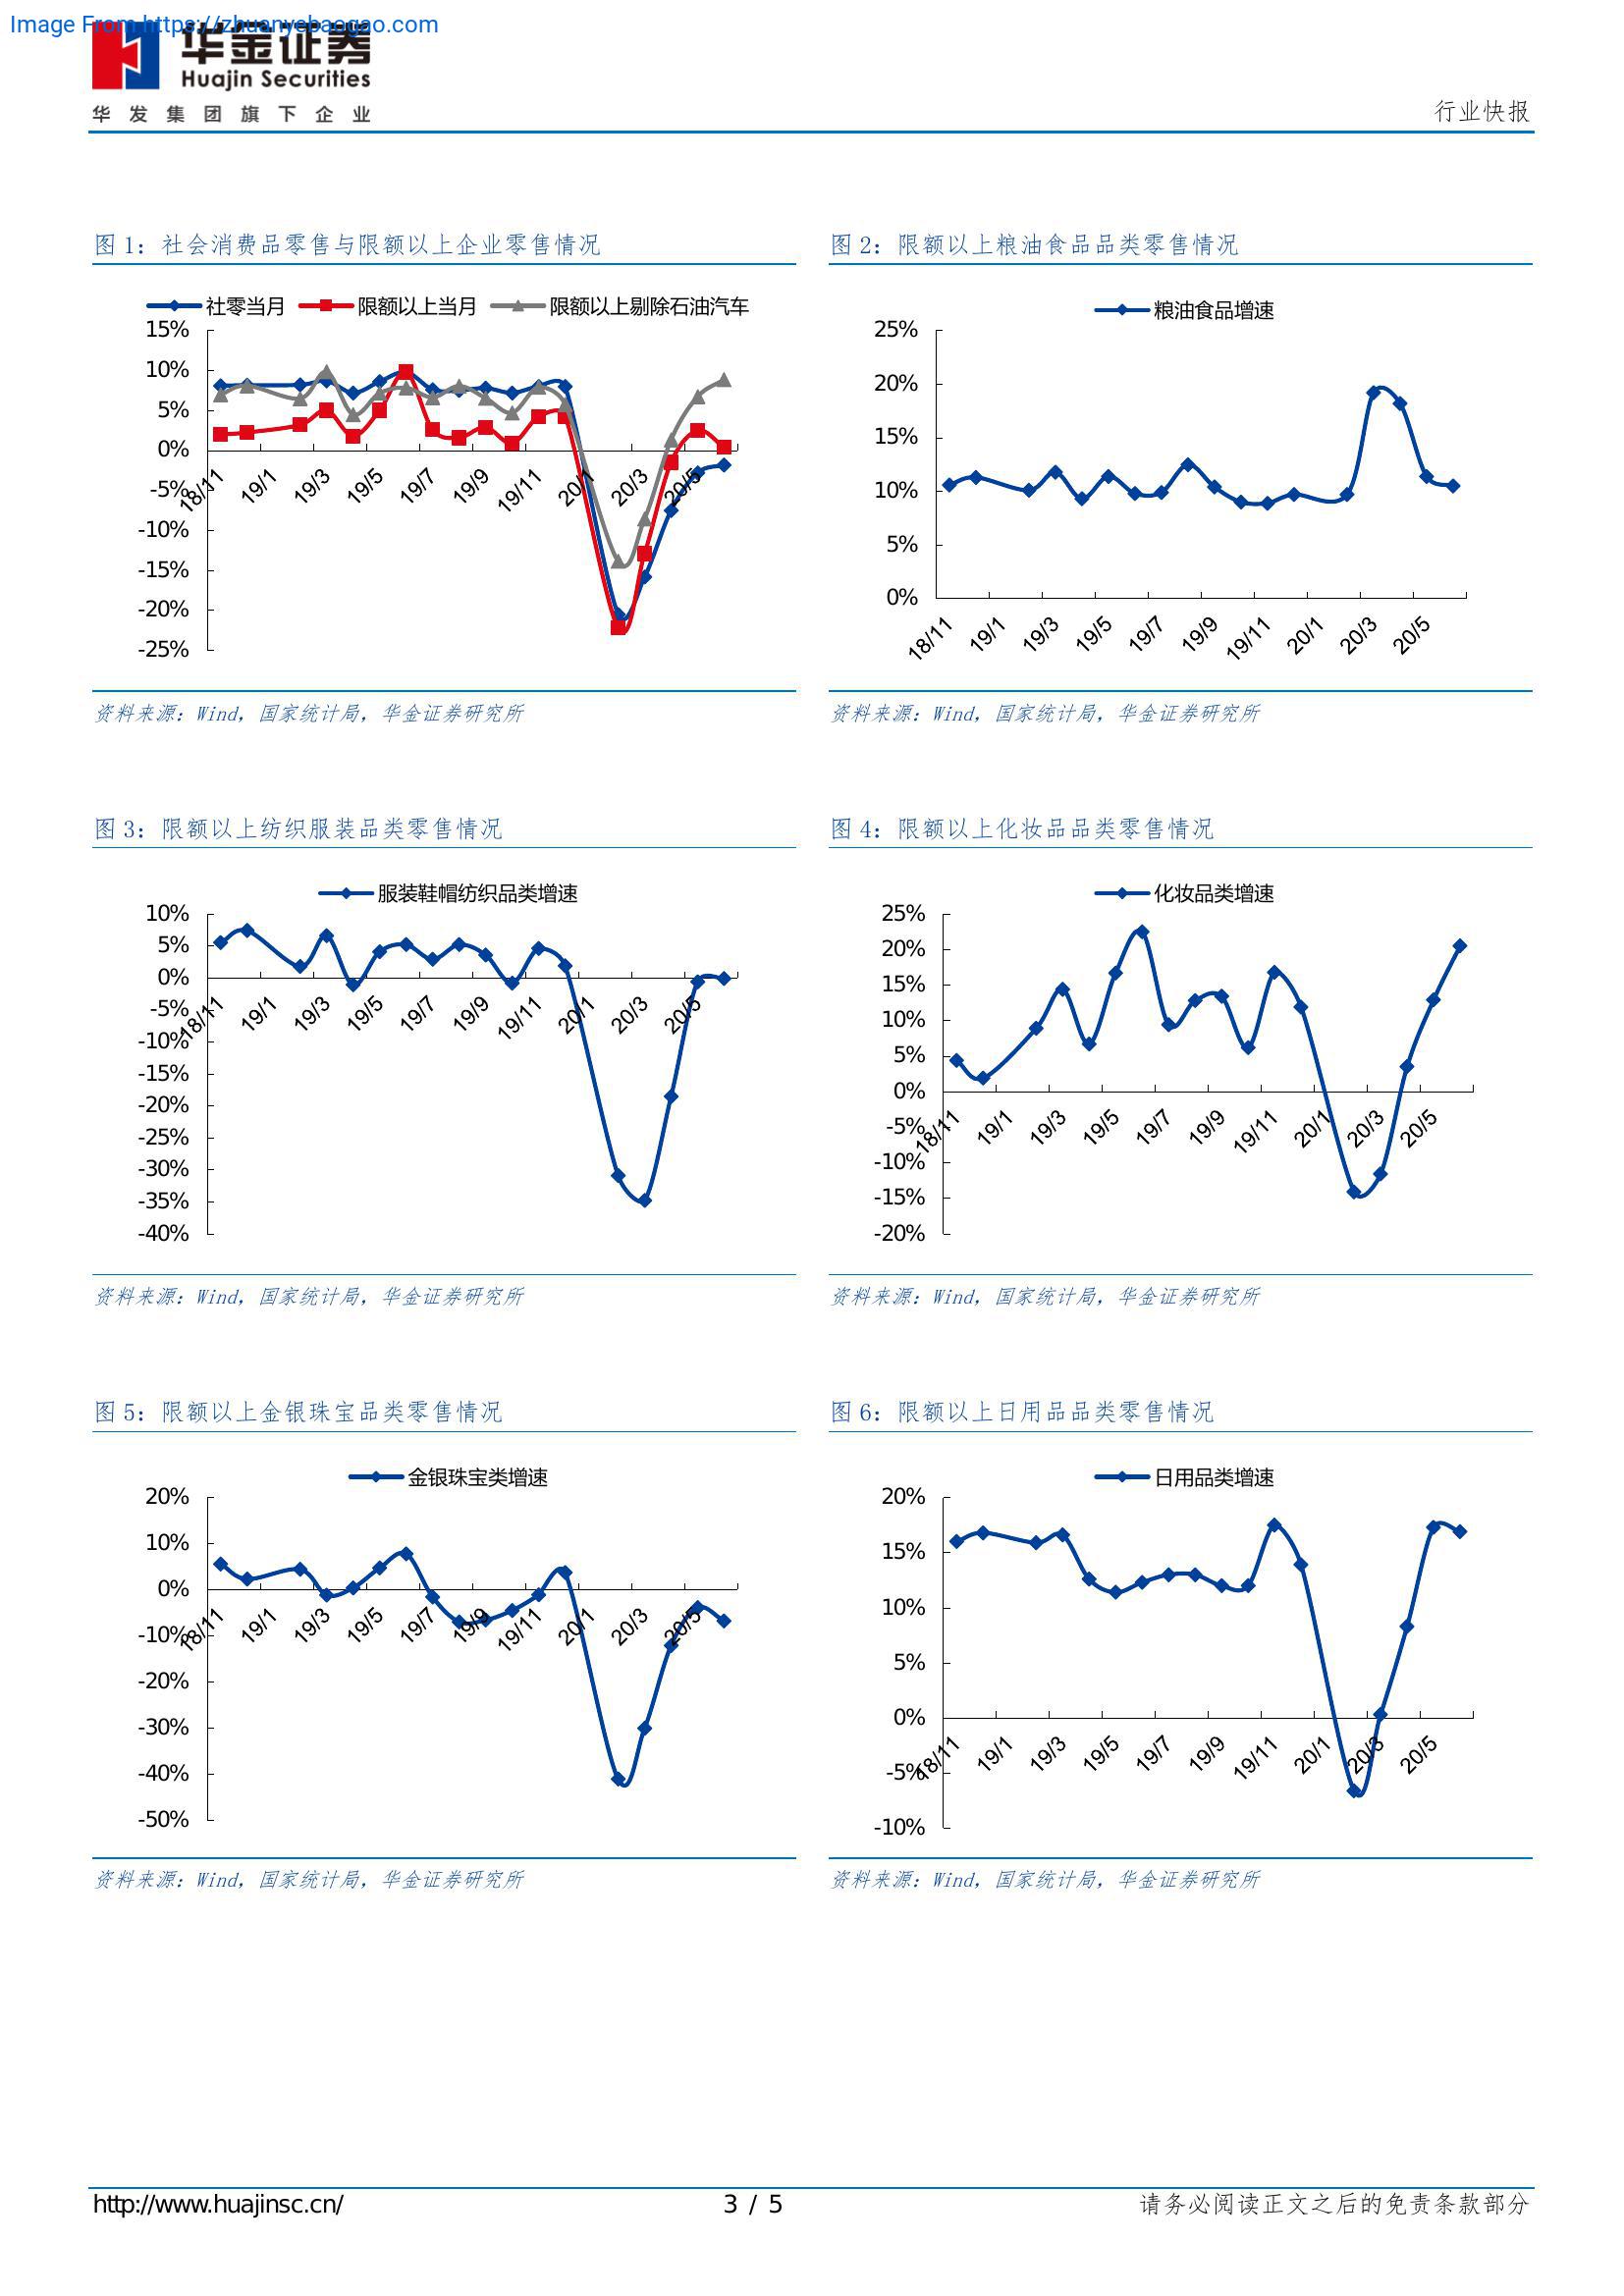 Image From https://zhuanyebaogao.com
华金证券
Huajin Securities
华发集团旗下企业
行业快报
图 1：社会消费品零售与限额以上企业零售情况
社零当月 限额以上当月 限额以上剔除石油汽车
15%
10%
5%
0%
-5%
-10%
-15%
-20%
-25%
18/11 19/1 19/3 19/5 19/7 19/9 19/11 20/1 20/3 20/5
资料来源：Wind，国家统计局，华金证券研究所
图 2：限额以上粮油食品品类零售情况
粮油食品增速
25%
20%
15%
10%
5%
0%
18/11 19/1 19/3 19/5 19/7 19/9 19/11 20/1 20/3 20/5
资料来源：Wind，国家统计局，华金证券研究所
图 3：限额以上纺织服装品类零售情况
服装鞋帽纺织品类增速
10%
5%
0%
-5%
-10%
-15%
-20%
-25%
-30%
-35%
-40%
18/11 19/1 19/3 19/5 19/7 19/9 19/11 20/1 20/3 20/5
资料来源：Wind，国家统计局，华金证券研究所
图 4：限额以上化妆品品类零售情况
化妆品类增速
25%
20%
15%
10%
5%
0%
-5%
-10%
-15%
-20%
18/11 19/1 19/3 19/5 19/7 19/9 19/11 20/1 20/3 20/5
资料来源：Wind，国家统计局，华金证券研究所
图 5：限额以上金银珠宝品类零售情况
金银珠宝类增速
20%
10%
0%
-10%
-20%
-30%
-40%
-50%
18/11 19/1 19/3 19/5 19/7 19/9 19/11 20/1 20/3 20/5
资料来源：Wind，国家统计局，华金证券研究所
图 6：限额以上日用品品类零售情况
日用品类增速
20%
15%
10%
5%
0%
-5%
-10%
18/11 19/1 19/3 19/5 19/7 19/9 19/11 20/1 20/3 20/5
资料来源：Wind，国家统计局，华金证券研究所
http://www.huajinsc.cn/
3 / 5
请务必阅读正文之后的免责条款部分